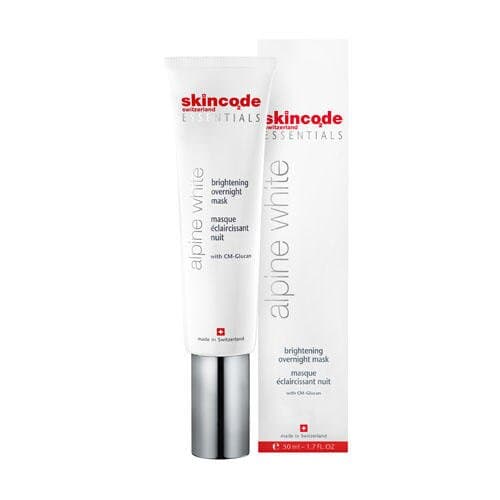 skincode
switzerland
ESSENTIALS
alpine white
brightening
overnight
mask
masque
éclaircissant
nuit
with CM-Glucan
made in Switzerland
skincode
switzerland
ESSENTIALS
alpine white
brightening
overnight mask
masque
éclaircissant nuit
with CM-Glucan
made in Switzerland
e 50 ml - 1.7 FL. OZ